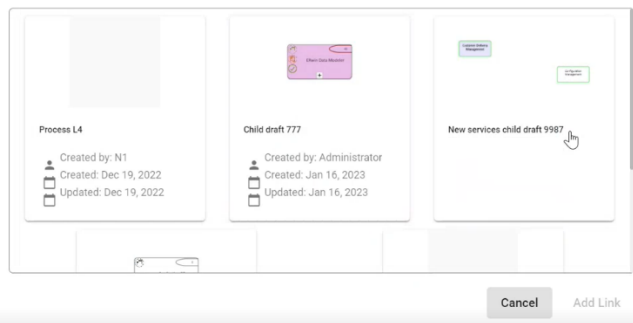 Process L4
Child draft 777
New services child draft 9987
Created by: N1
Created: Dec 19, 2022
Updated: Dec 19, 2022
Created by: Administrator
Created: Jan 16, 2023
Updated: Jan 16, 2023
Cancel
Add Link